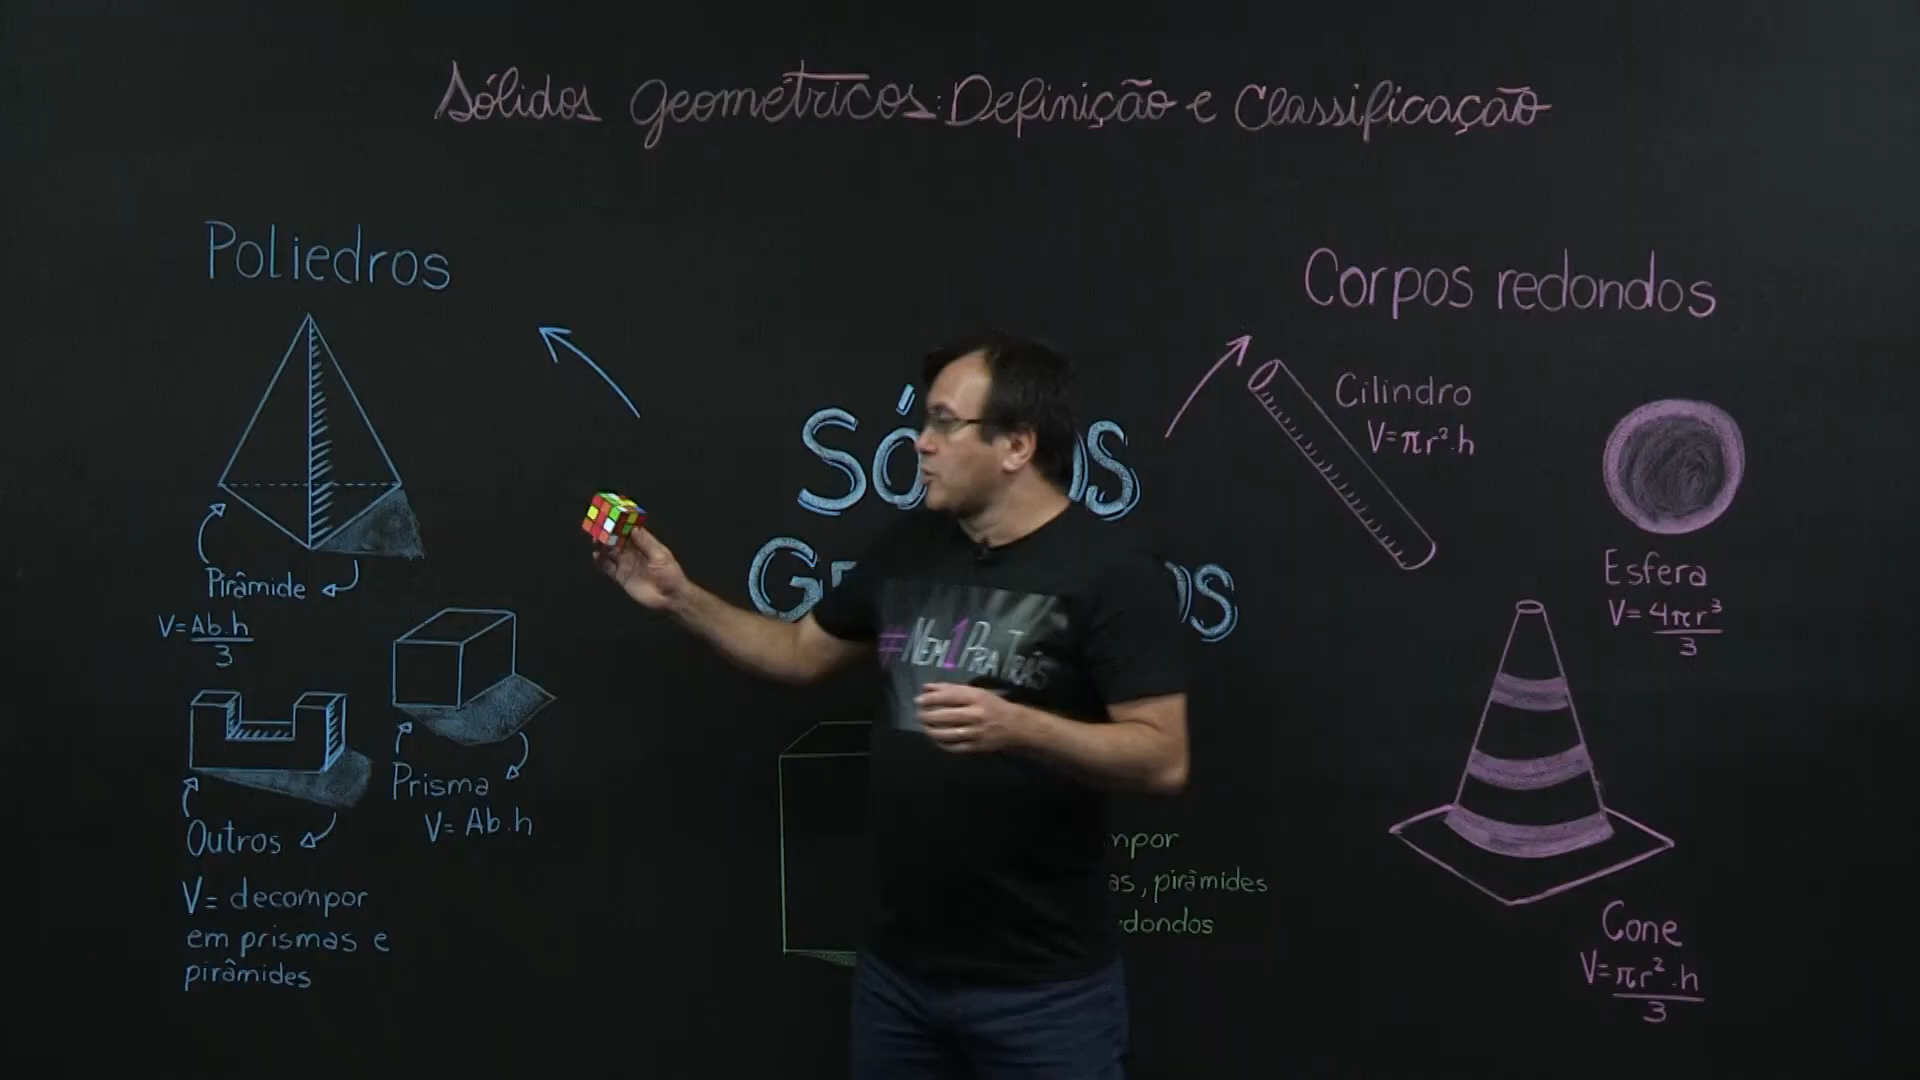 Sólidos Geométricos: Definição e Classificação
Poliedros
Pirâmide
V=Ab.h
3
Prisma
V= Ab.h
Outros
V= decompor
em prismas e
pirâmides
#Nem1PraTrás
Corpos redondos
Cilindro
V=πr².h
Esfera
V=4πr³
3
Cone
V=πr².h
3
pirâmides